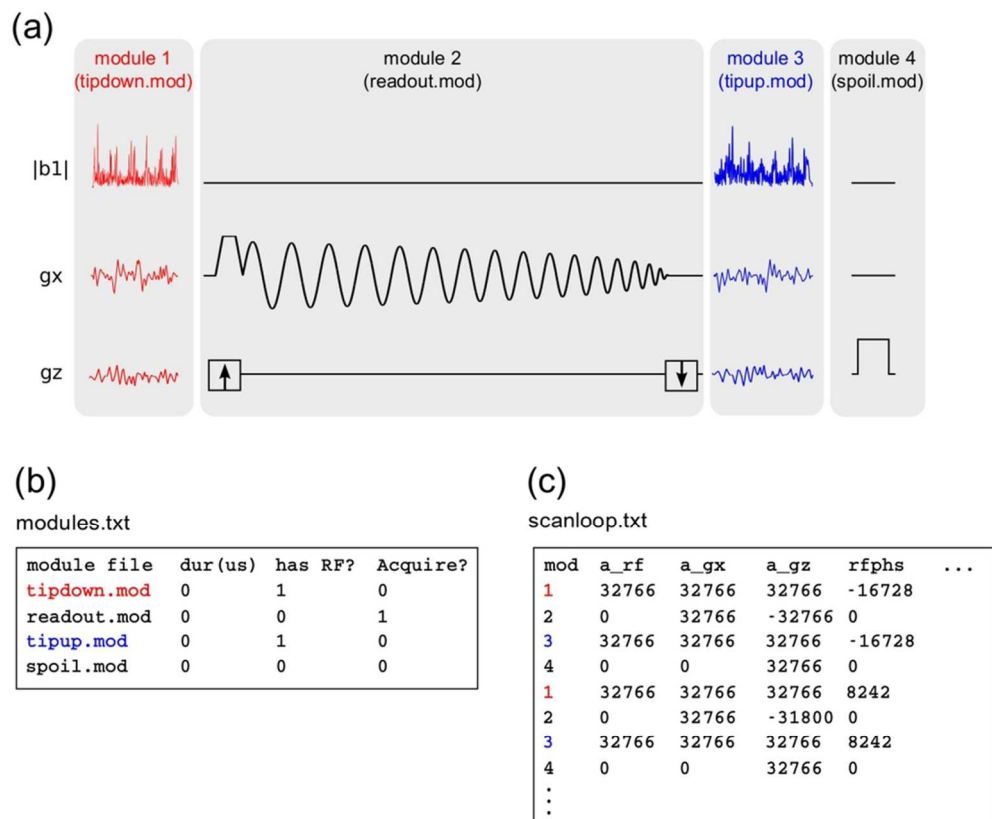 (a)
module 1
(tipdown.mod)
module 2
(readout.mod)
module 3
(tipup.mod)
module 4
(spoil.mod)
|b1|
gx
gz
(b)
modules.txt
module file dur(us) has RF? Acquire?
tipdown.mod 0 1 0
readout.mod 0 0 1
tipup.mod 0 1 0
spoil.mod 0 0 0
(c)
scanloop.txt
mod a_rf a_gx a_gz rfphs ...
1 32766 32766 32766 -16728
2 0 32766 -32766 0
3 32766 32766 32766 -16728
4 0 0 32766 0
1 32766 32766 32766 8242
2 0 32766 -31800 0
3 32766 32766 32766 8242
4 0 0 32766 0
⋮